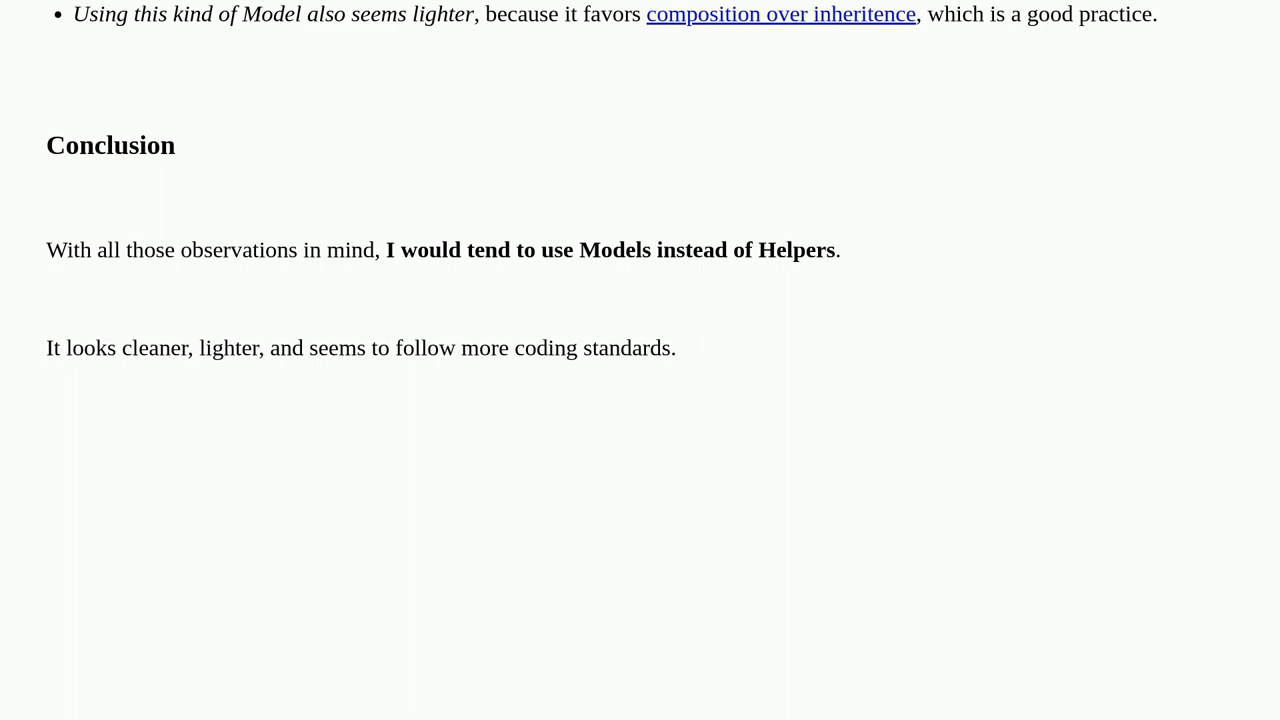 • Using this kind of Model also seems lighter, because it favors composition over inheritence, which is a good practice.
Conclusion
With all those observations in mind, I would tend to use Models instead of Helpers.
It looks cleaner, lighter, and seems to follow more coding standards.